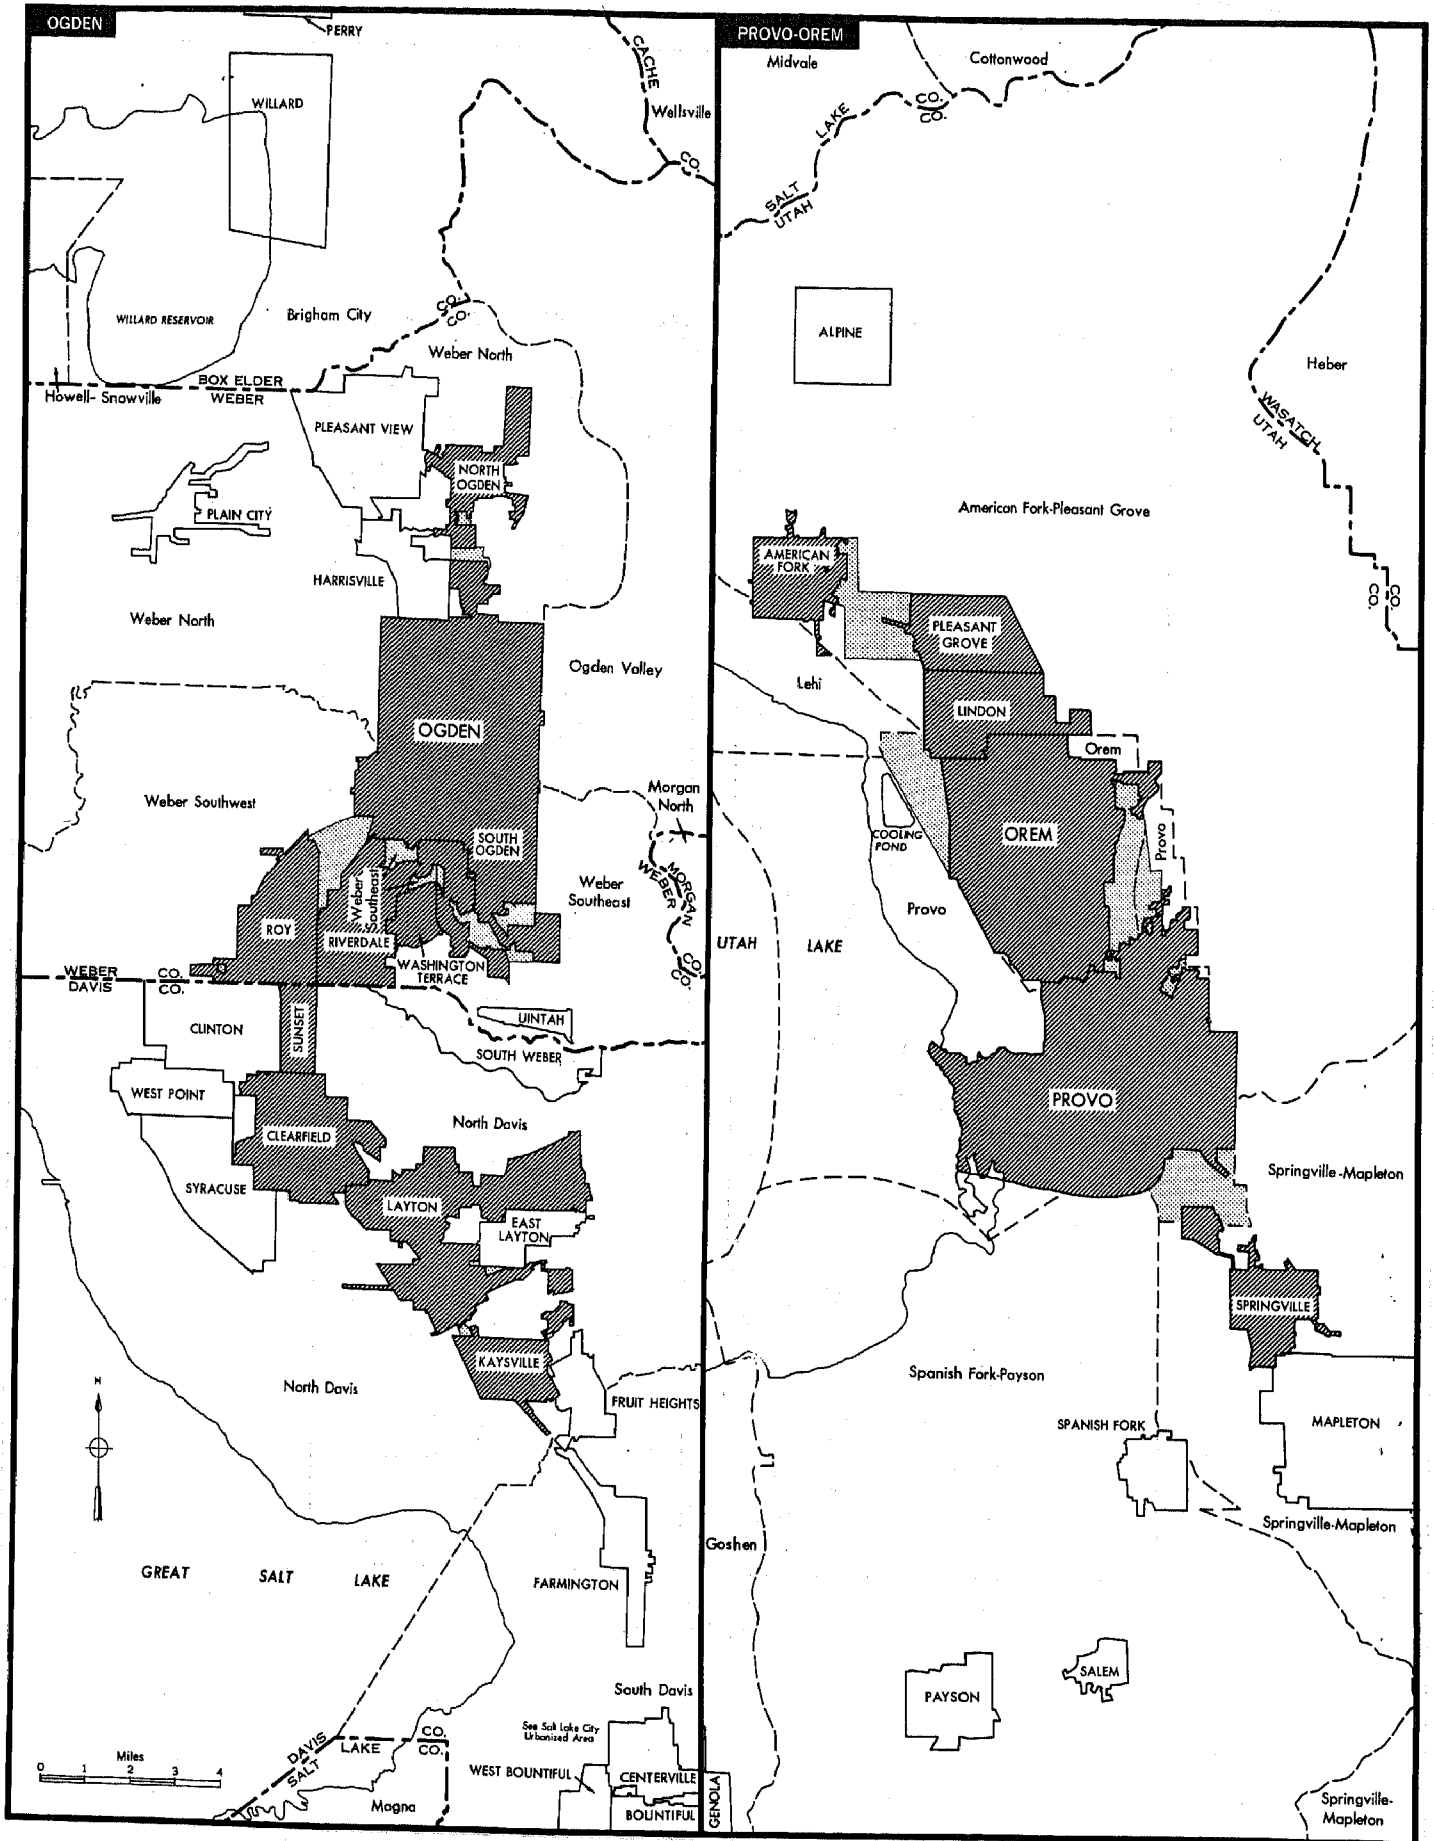 OGDEN
PERRY
WILLARD
CACHE
CO.
Wellsville
WILLARD RESERVOIR
Brigham City
CO.
CO.
Weber North
BOX ELDER
WEBER
Howell- Snowville
PLEASANT VIEW
NORTH
OGDEN
PLAIN CITY
HARRISVILLE
Weber North
Ogden Valley
OGDEN
Weber Southwest
Morgan
North
SOUTH
OGDEN
MORGAN
WEBER
CO.
CO.
Weber
Southeast
Weber
Southeast
ROY
RIVERDALE
WASHINGTON
TERRACE
WEBER CO.
DAVIS CO.
CLINTON
SUNSET
UINTAH
SOUTH WEBER
WEST POINT
North Davis
CLEARFIELD
SYRACUSE
LAYTON
EAST
LAYTON
KAYSVILLE
North Davis
FRUIT HEIGHTS
N
GREAT SALT LAKE
FARMINGTON
South Davis
See Salt Lake City
Urbanized Area
DAVIS CO.
SALT LAKE CO.
Miles
0 1 2 3 4
WEST BOUNTIFUL
CENTERVILLE
BOUNTIFUL
Magna
PROVO-OREM
Midvale
Cottonwood
SALT LAKE CO.
UTAH CO.
ALPINE
Heber
WASATCH CO.
UTAH CO.
American Fork-Pleasant Grove
AMERICAN
FORK
PLEASANT
GROVE
Lehi
LINDON
Orem
OREM
COOLING
POND
Provo
Provo
UTAH LAKE
PROVO
Springville-Mapleton
SPRINGVILLE
Spanish Fork-Payson
SPANISH FORK
MAPLETON
Springville-Mapleton
Goshen
SALEM
PAYSON
GENOLA
Springville-
Mapleton